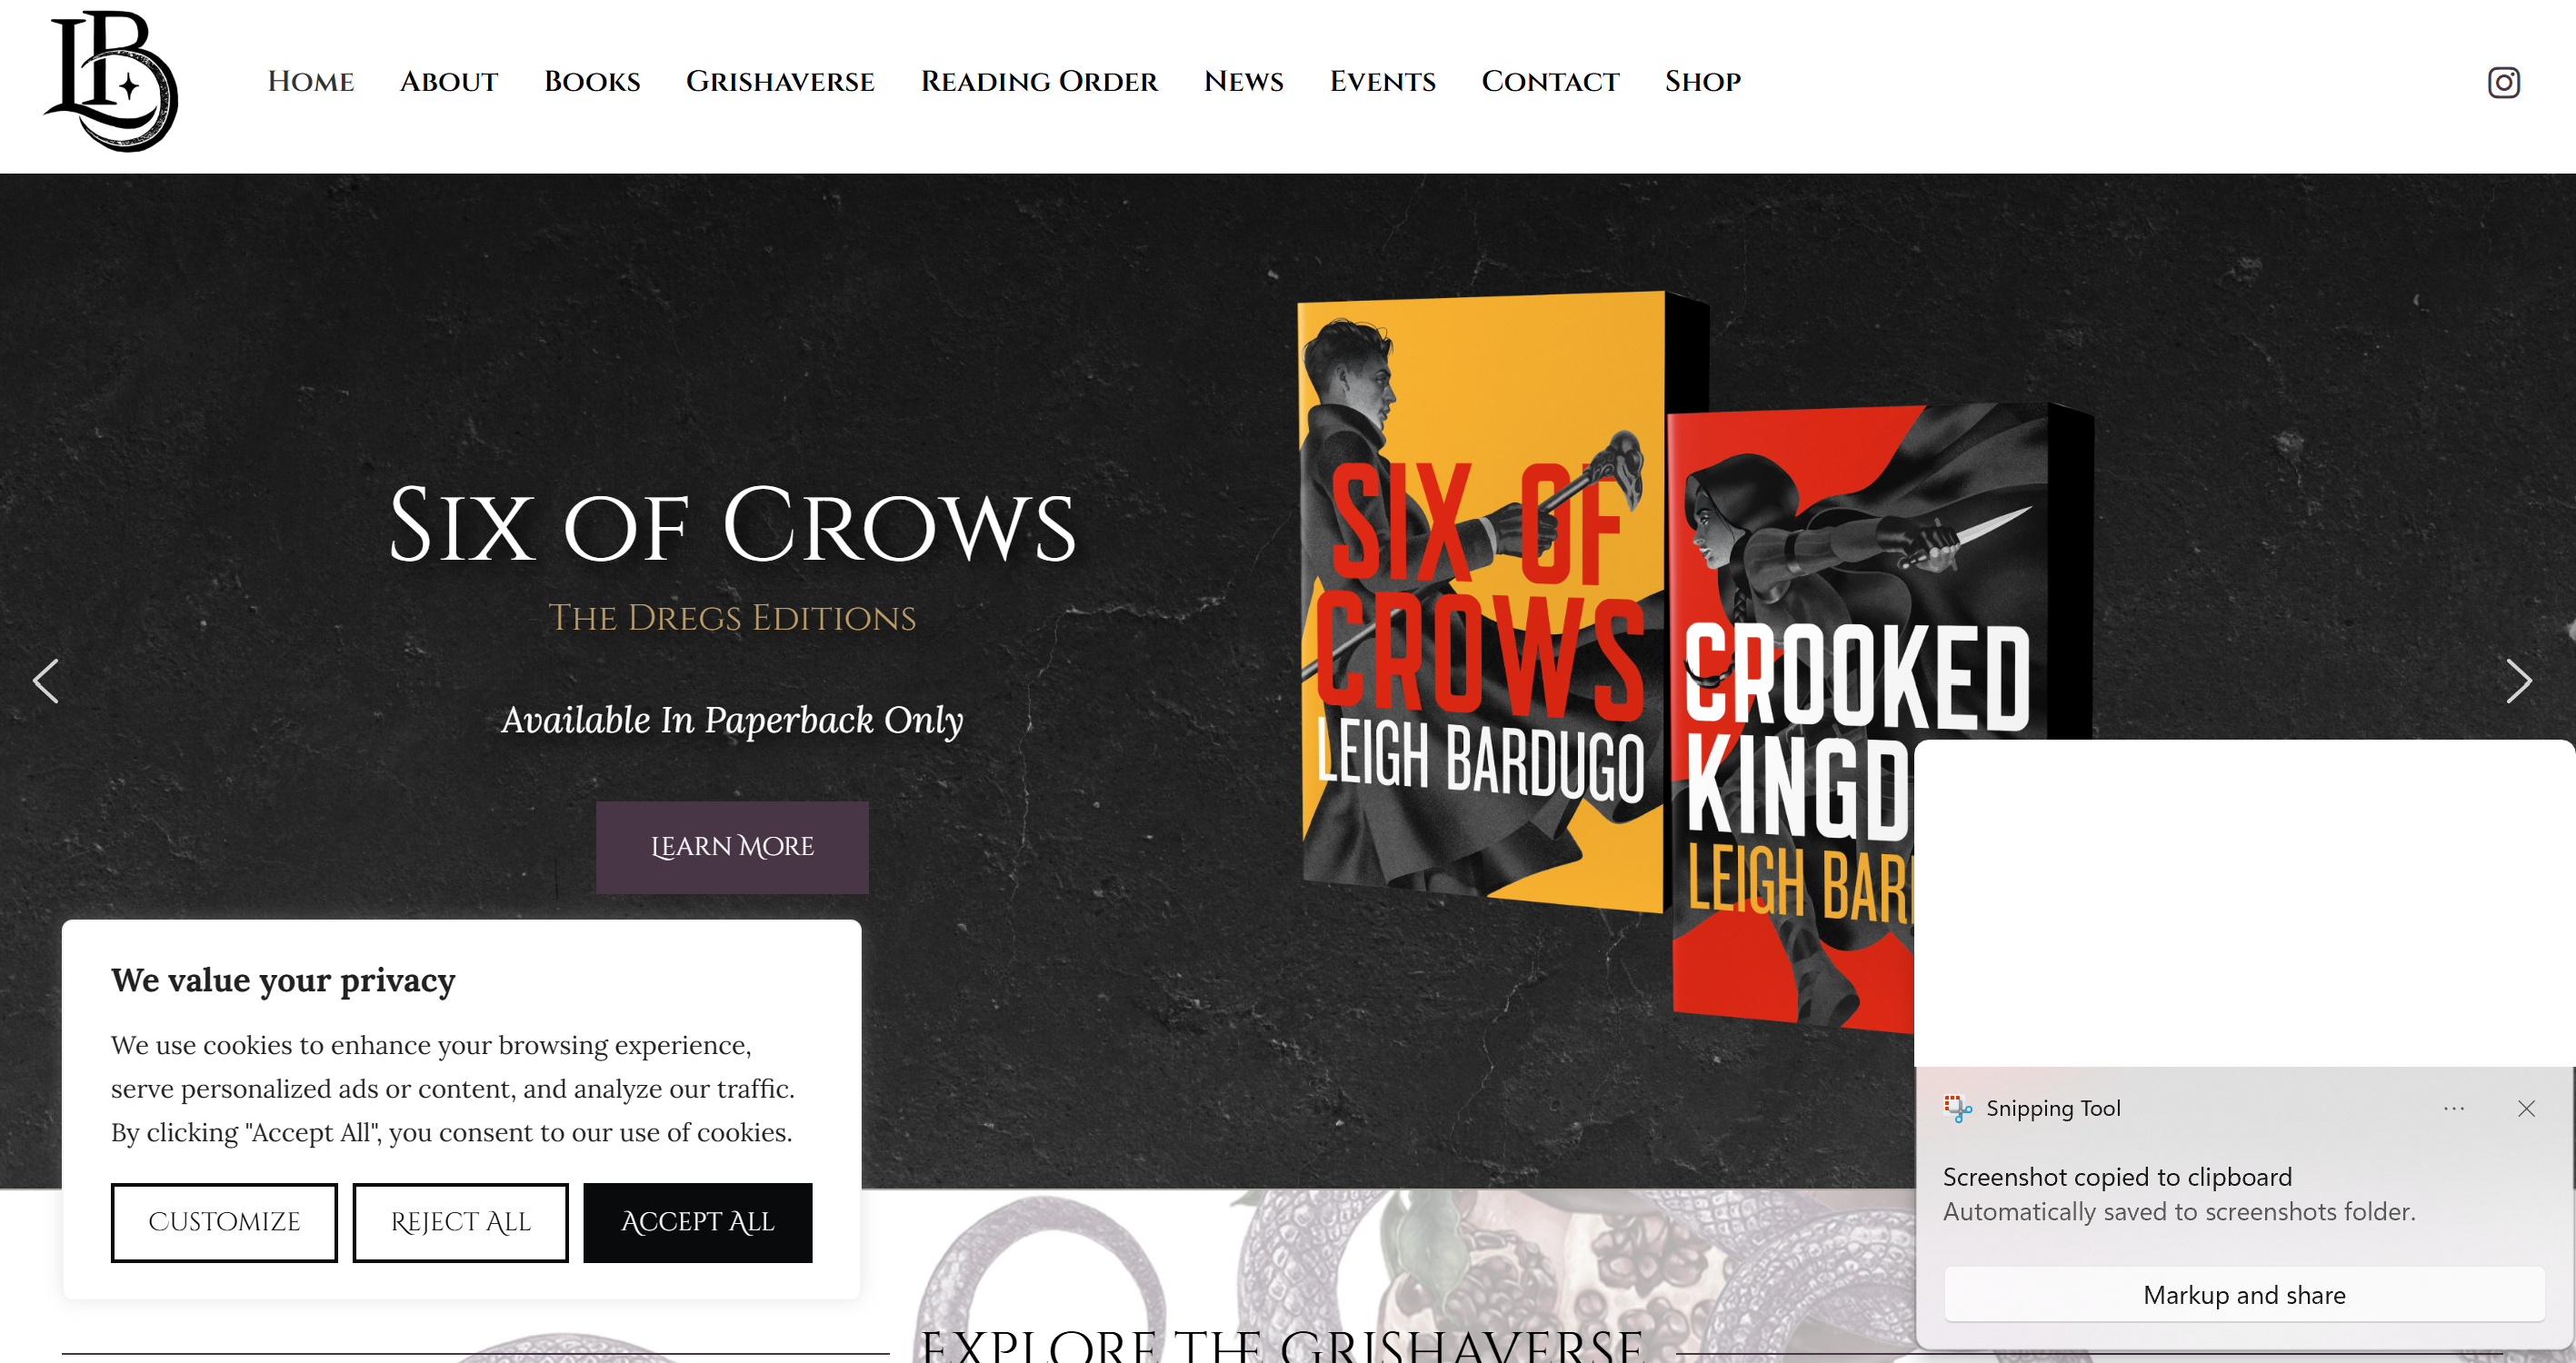 LB
Home About Books Grishaverse Reading Order News Events Contact Shop
Six of Crows
The Dregs Editions
Available In Paperback Only
Learn More
SIX OF
CROWS
LEIGH BARDUGO
CROOKED
KINGD
LEIGH BAR
We value your privacy
We use cookies to enhance your browsing experience,
serve personalized ads or content, and analyze our traffic.
By clicking "Accept All", you consent to our use of cookies.
Customize Reject All Accept All
Snipping Tool
Screenshot copied to clipboard
Automatically saved to screenshots folder.
Markup and share
Explore the Grishaverse